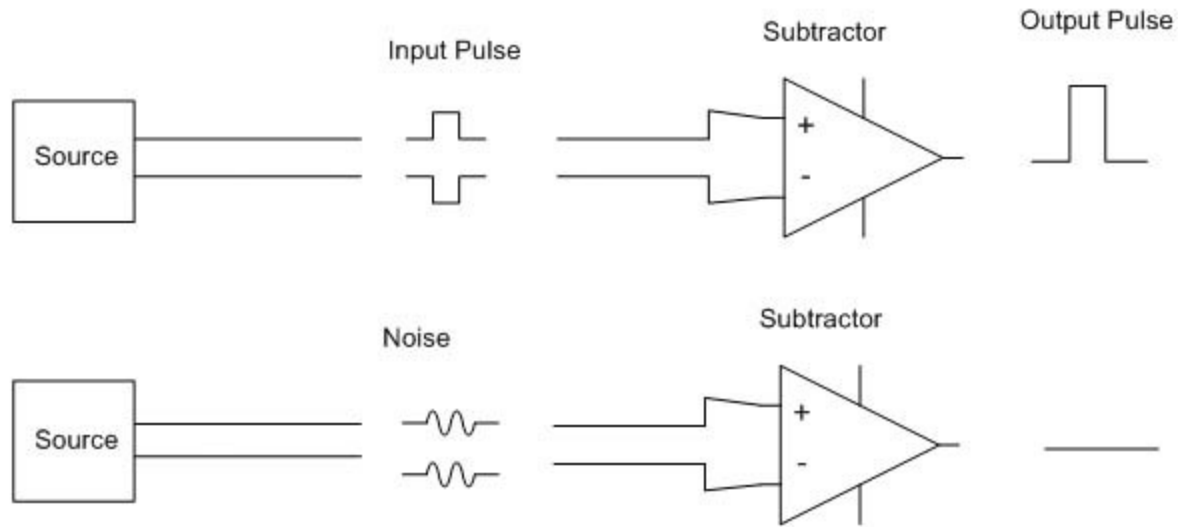 Output Pulse
Subtractor
Input Pulse
Source
+
-
Subtractor
Noise
Source
+
-